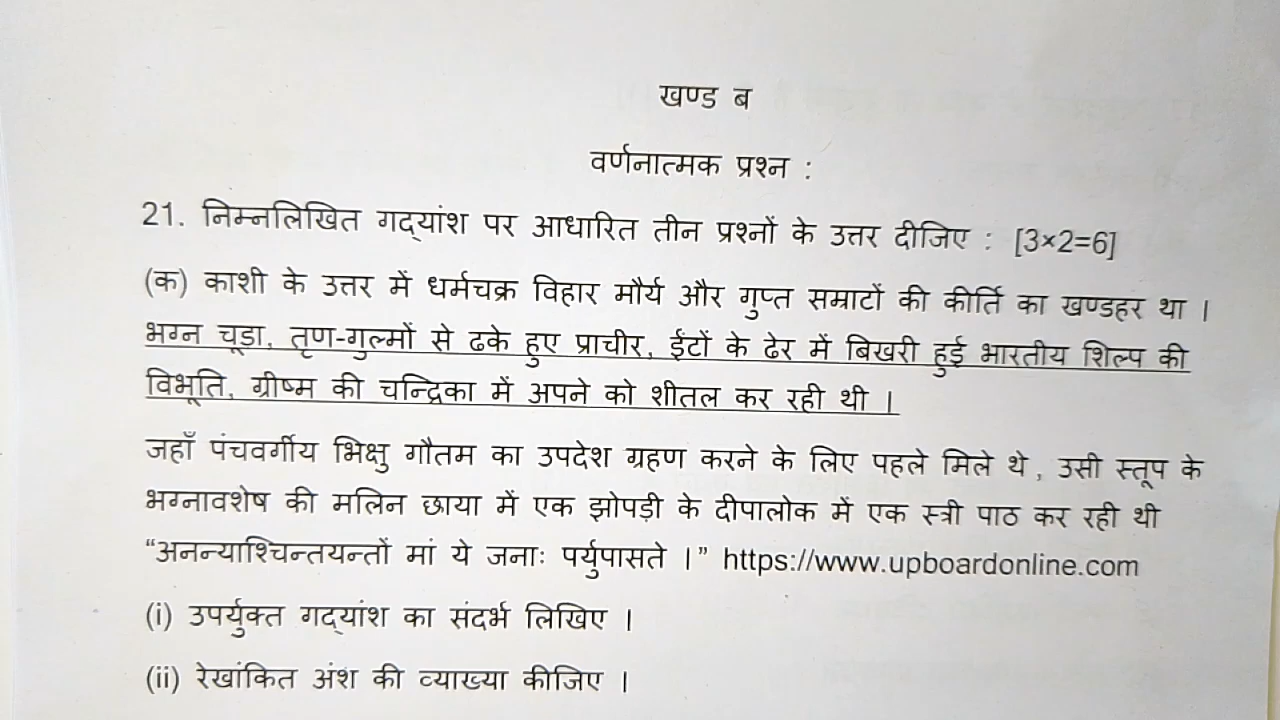 खण्ड ब
वर्णनात्मक प्रश्न :
21. निम्नलिखित गद्यांश पर आधारित तीन प्रश्नों के उत्तर दीजिए : [3×2=6]
(क) काशी के उत्तर में धर्मचक्र विहार मौर्य और गुप्त सम्राटों की कीर्ति का खण्डहर था ।
भग्न चूड़ा, तृण-गुल्मों से ढके हुए प्राचीर, ईंटों के ढेर में बिखरी हुई भारतीय शिल्प की
विभूति, ग्रीष्म की चन्द्रिका में अपने को शीतल कर रही थी ।
जहाँ पंचवर्गीय भिक्षु गौतम का उपदेश ग्रहण करने के लिए पहले मिले थे , उसी स्तूप के
भग्नावशेष की मलिन छाया में एक झोपड़ी के दीपालोक में एक स्त्री पाठ कर रही थी
“अनन्याश्चिन्तयन्तों मां ये जनाः पर्युपासते ।” https://www.upboardonline.com
(i) उपर्युक्त गद्यांश का संदर्भ लिखिए ।
(ii) रेखांकित अंश की व्याख्या कीजिए ।